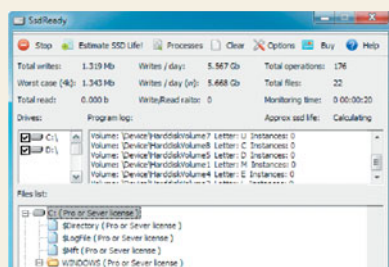 SsdReady
Stop Estimate SSD Life! Processes Clear Options Buy Help
Total writes: 1.319 Mb Writes / day: 5.567 Gb Total operations: 176
Worst case (4k): 1.343 Mb Writes / day (w): 5.668 Gb Total files: 22
Total read: 0.000 b Write/Read raito: 0 Monitoring time: 0 00:00:20
Drives: Program log: Approx ssd life: Calculating
C:\ Volume: \Device\HarddiskVolume7 Letter: U Instances: 0
D:\ Volume: \Device\HarddiskVolume8 Letter: C Instances: 0
Volume: \Device\HarddiskVolume5 Letter: D Instances: 0
Volume: \Device\HarddiskVolume1 Letter: M Instances: 0
Volume: \Device\HarddiskVolume4 Letter: E Instances: 0
Files list:
C: ( Pro or Sever license )
$Directory ( Pro or Sever license )
$LogFile ( Pro or Sever license )
$Mft ( Pro or Sever license )
WINDOWS ( Pro or Sever license )